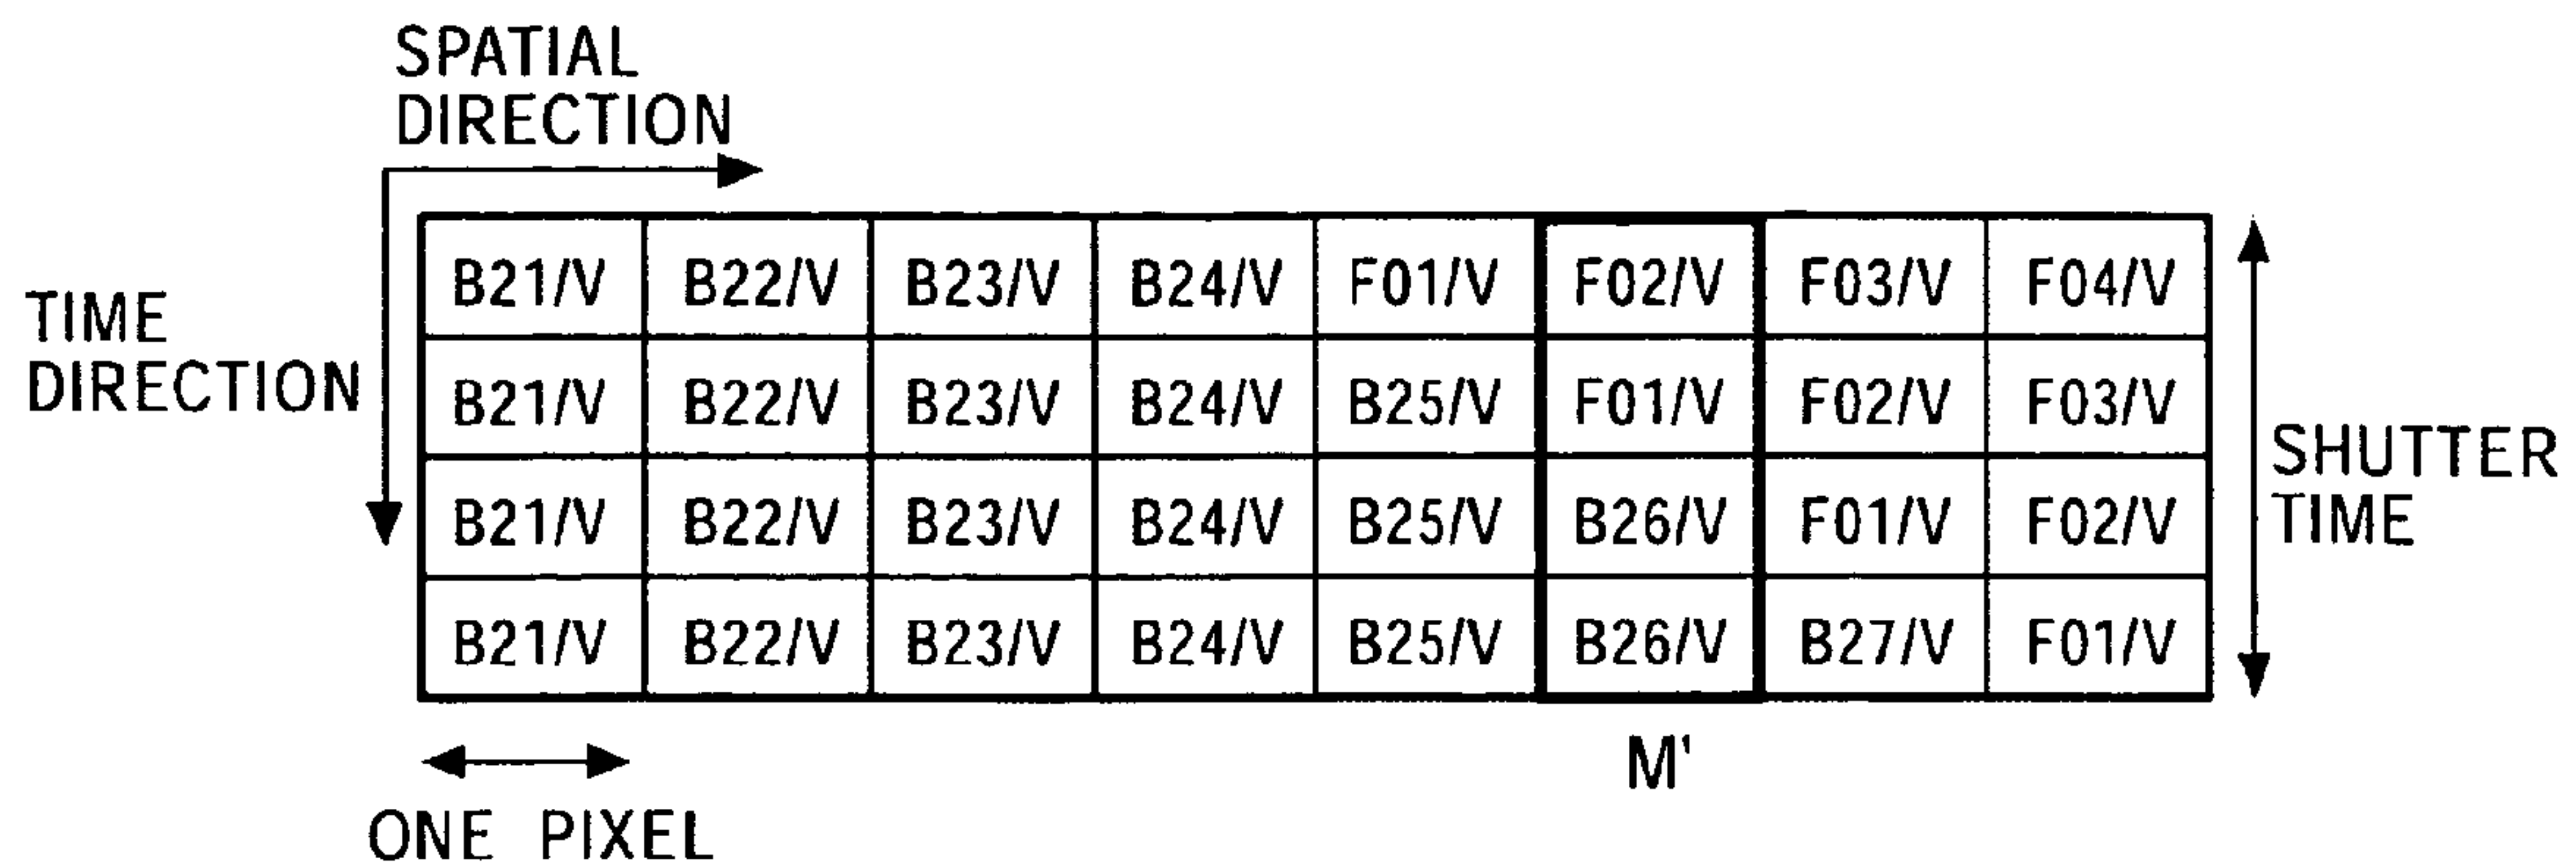 SPATIAL
DIRECTION
TIME
DIRECTION
B21/V B22/V B23/V B24/V F01/V F02/V F03/V F04/V
B21/V B22/V B23/V B24/V B25/V F01/V F02/V F03/V
B21/V B22/V B23/V B24/V B25/V B26/V F01/V F02/V
B21/V B22/V B23/V B24/V B25/V B26/V B27/V F01/V
SHUTTER
TIME
M'
ONE PIXEL